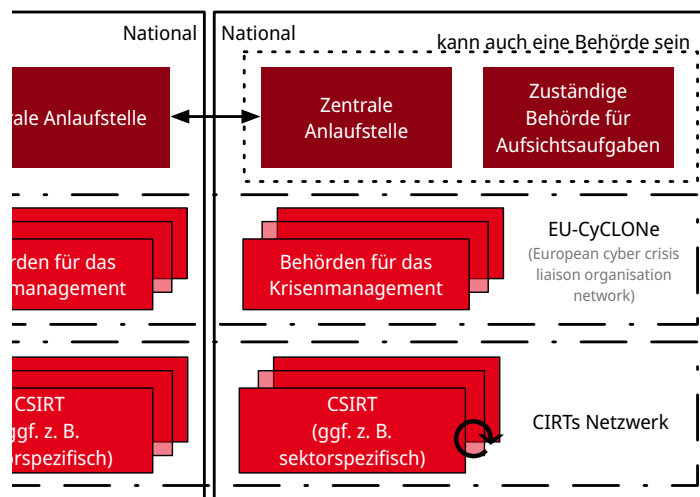 National
National
kann auch eine Behörde sein
rale Anlaufstelle
Zentrale
Anlaufstelle
Zuständige
Behörde für
Aufsichtsaufgaben
rden für das
management
Behörden für das
Krisenmanagement
EU-CyCLONe
(European cyber crisis
liaison organisation
network)
CSIRT
ggf. z. B.
rspezifisch)
CSIRT
(ggf. z. B.
sektorspezifisch)
CIRTs Netzwerk